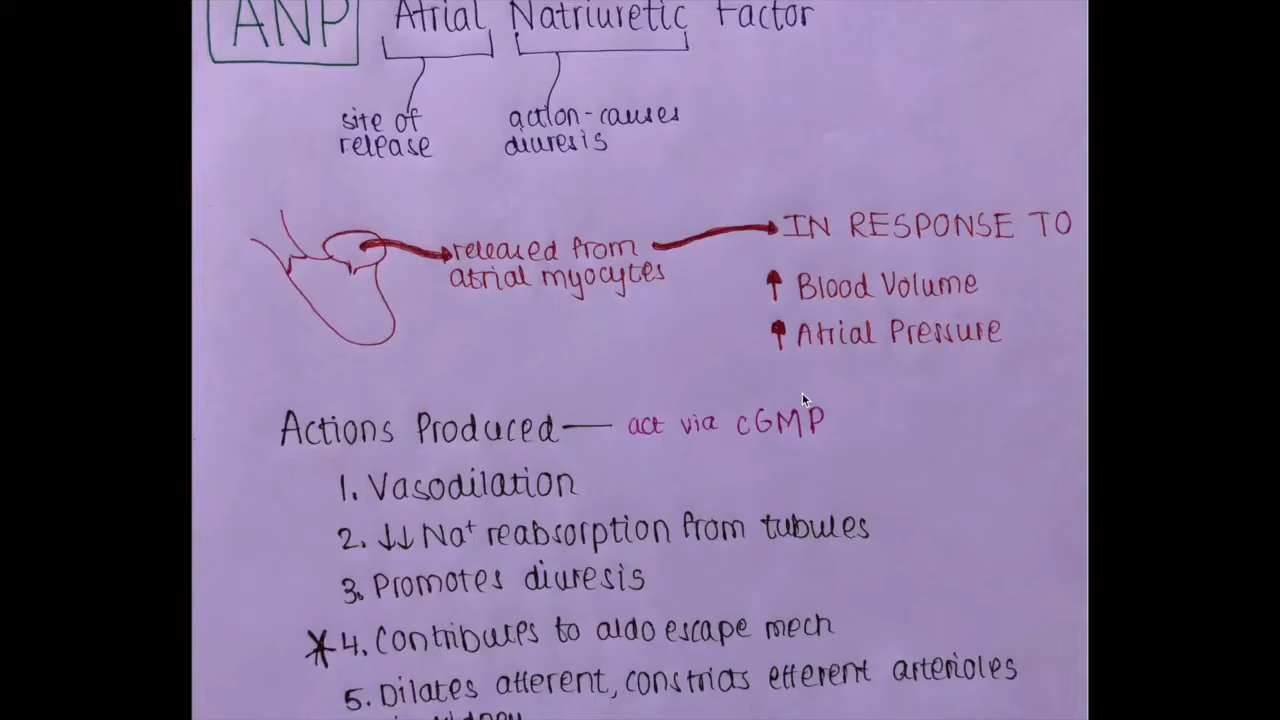 ANP Atrial Natriuretic Factor
site of
release
action-causes
diuresis
released from
atrial myocytes
IN RESPONSE TO
↑ Blood Volume
↑ Atrial Pressure
Actions Produced— act via cGMP
1. Vasodilation
2. ↓↓ Na⁺ reabsorption from tubules
3. Promotes diuresis
*4. Contributes to aldo escape mech
5. Dilates afferent, constricts efferent arterioles
in kidney